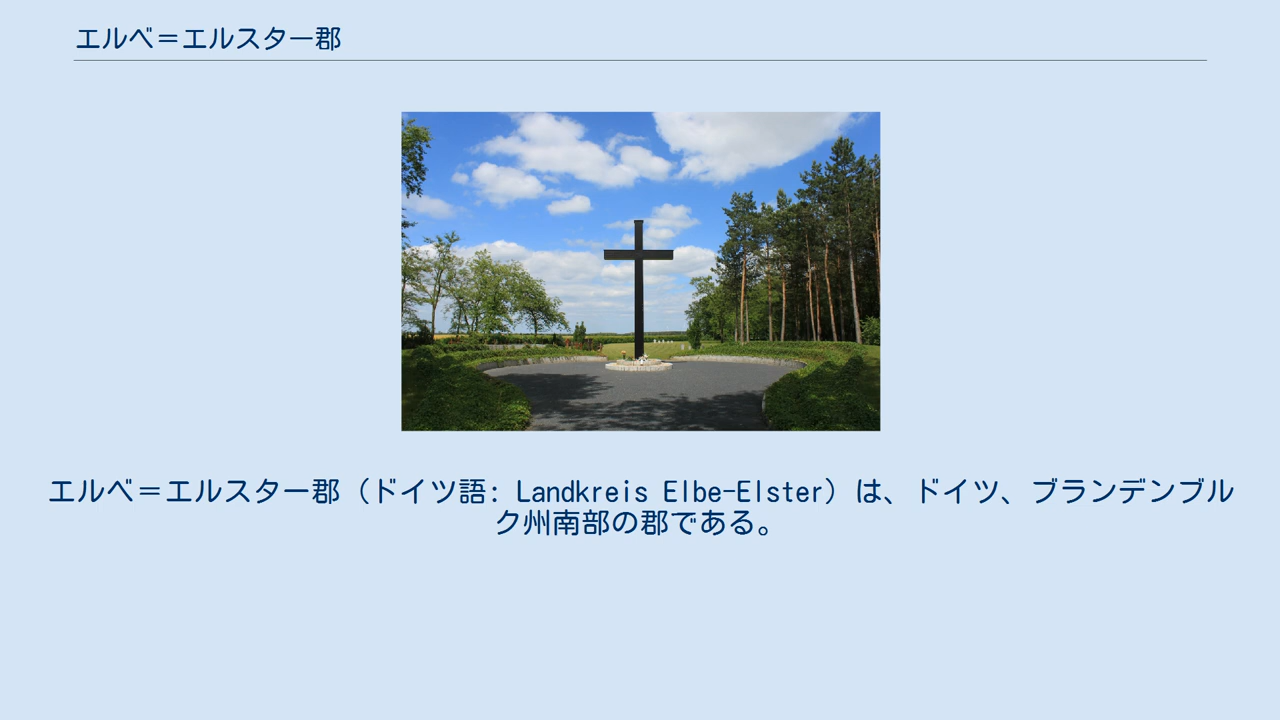 エルベ＝エルスター郡
エルベ＝エルスター郡（ドイツ語: Landkreis Elbe-Elster）は、ドイツ、ブランデンブル
ク州南部の郡である。